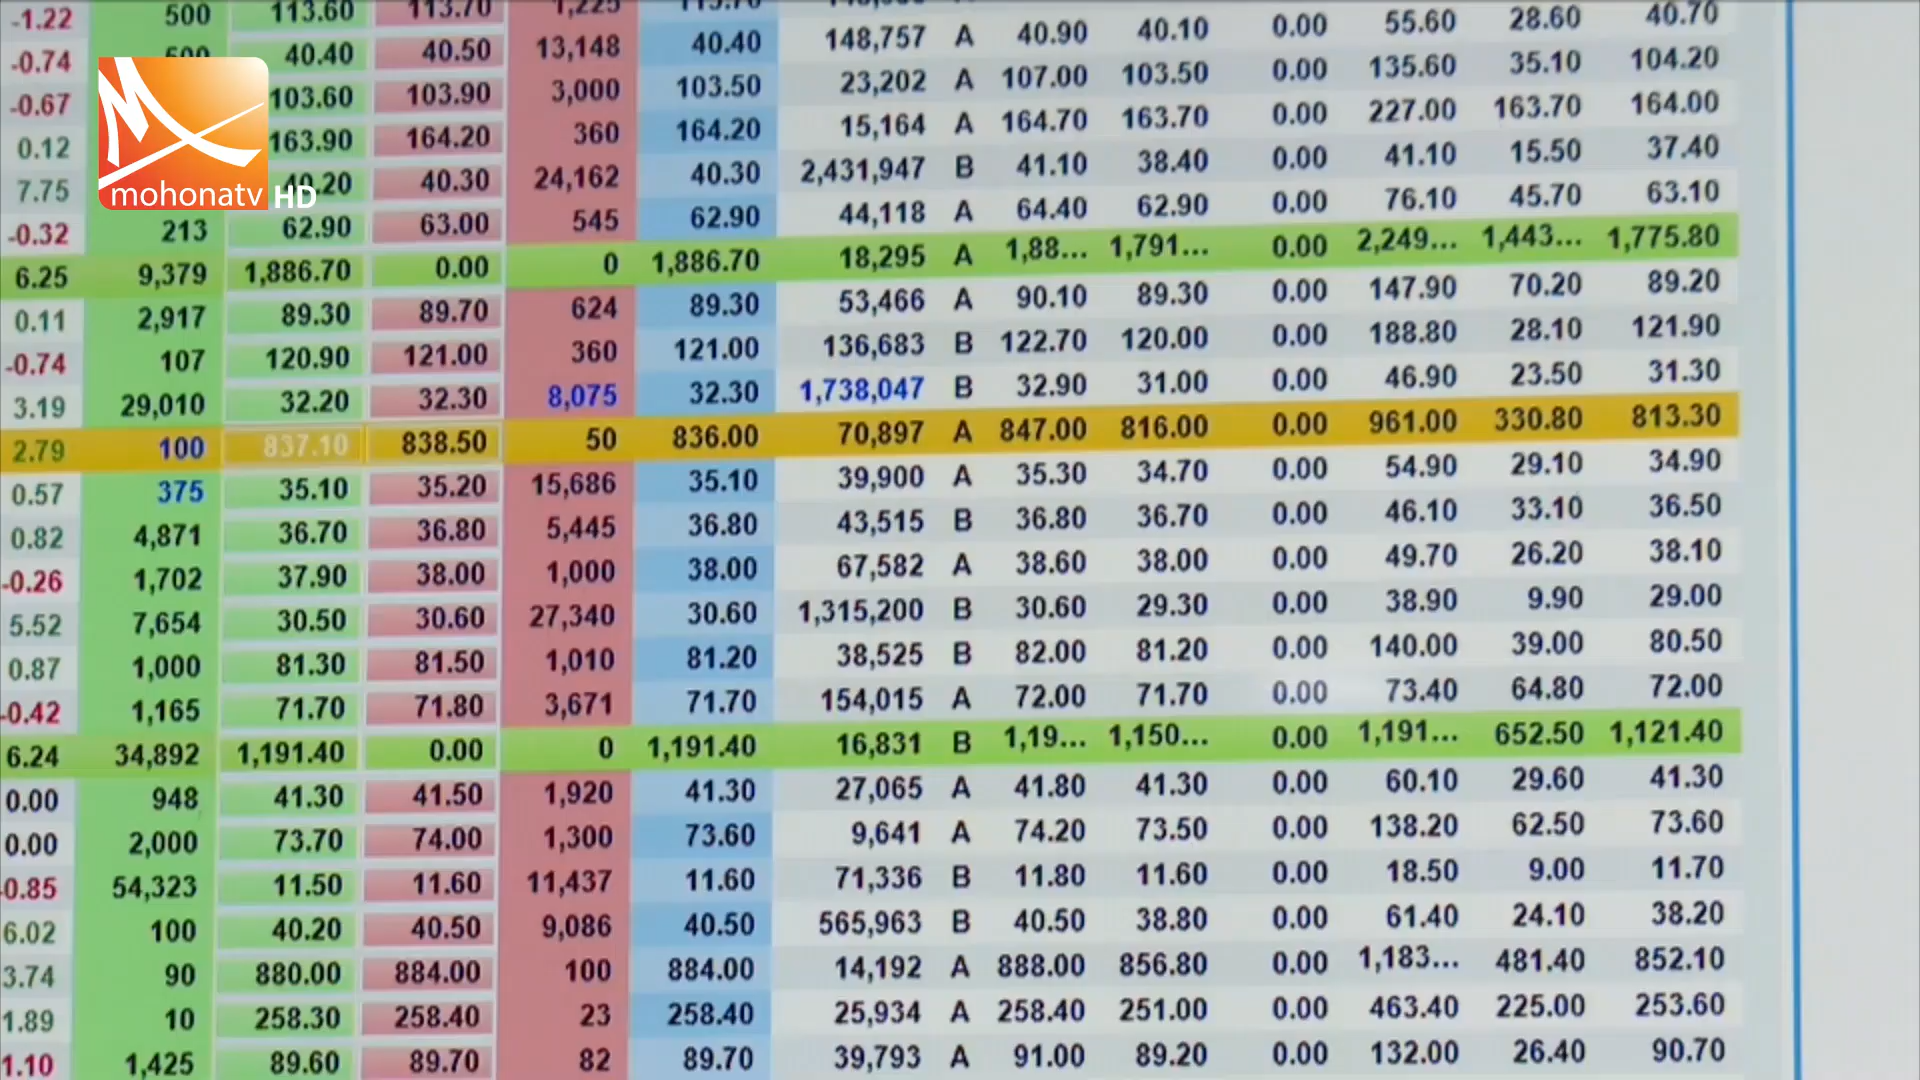 -1.22 500 113.60 113.70 1,225 55.60 28.60 40.70
-0.74 40.40 40.50 13,148 40.40 148,757 A 40.90 40.10 0.00 135.60 35.10 104.20
-0.67 103.60 103.90 3,000 103.50 23,202 A 107.00 103.50 0.00 227.00 163.70 164.00
0.12 163.90 164.20 360 164.20 15,164 A 164.70 163.70 0.00 41.10 15.50 37.40
7.75 40.30 24,162 40.30 2,431,947 B 41.10 38.40 0.00 76.10 45.70 63.10
mohonatv HD
-0.32 213 62.90 63.00 545 62.90 44,118 A 64.40 62.90 0.00 2,249... 1,443... 1,775.80
6.25 9,379 1,886.70 0.00 0 1,886.70 18,295 A 1,88... 1,791... 0.00 147.90 70.20 89.20
0.11 2,917 89.30 89.70 624 89.30 53,466 A 90.10 89.30 0.00 188.80 28.10 121.90
-0.74 107 120.90 121.00 360 121.00 136,683 B 122.70 120.00 0.00 46.90 23.50 31.30
3.19 29,010 32.20 32.30 8,075 32.30 1,738,047 B 32.90 31.00 0.00
2.79 100 837.10 838.50 50 836.00 70,897 A 847.00 816.00 0.00 961.00 330.80 813.30
0.57 375 35.10 35.20 15,686 35.10 39,900 A 35.30 34.70 0.00 54.90 29.10 34.90
0.82 4,871 36.70 36.80 5,445 36.80 43,515 B 36.80 36.70 0.00 46.10 33.10 36.50
-0.26 1,702 37.90 38.00 1,000 38.00 67,582 A 38.60 38.00 0.00 49.70 26.20 38.10
5.52 7,654 30.50 30.60 27,340 30.60 1,315,200 B 30.60 29.30 0.00 38.90 9.90 29.00
0.87 1,000 81.30 81.50 1,010 81.20 38,525 B 82.00 81.20 0.00 140.00 39.00 80.50
-0.42 1,165 71.70 71.80 3,671 71.70 154,015 A 72.00 71.70 0.00 73.40 64.80 72.00
6.24 34,892 1,191.40 0.00 0 1,191.40 16,831 B 1,19... 1,150... 0.00 1,191... 652.50 1,121.40
0.00 948 41.30 41.50 1,920 41.30 27,065 A 41.80 41.30 0.00 60.10 29.60 41.30
0.00 2,000 73.70 74.00 1,300 73.60 9,641 A 74.20 73.50 0.00 138.20 62.50 73.60
-0.85 54,323 11.50 11.60 11,437 11.60 71,336 B 11.80 11.60 0.00 18.50 9.00 11.70
6.02 100 40.20 40.50 9,086 40.50 565,963 B 40.50 38.80 0.00 61.40 24.10 38.20
3.74 90 880.00 884.00 100 884.00 14,192 A 888.00 856.80 0.00 1,183... 481.40 852.10
1.89 10 258.30 258.40 23 258.40 25,934 A 258.40 251.00 0.00 463.40 225.00 253.60
1.10 1,425 89.60 89.70 82 89.70 39,793 A 91.00 89.20 0.00 132.00 26.40 90.70